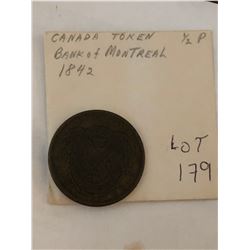 CANADA TOKEN ½ P
BANK of MONTREAL
1842
LOT
179